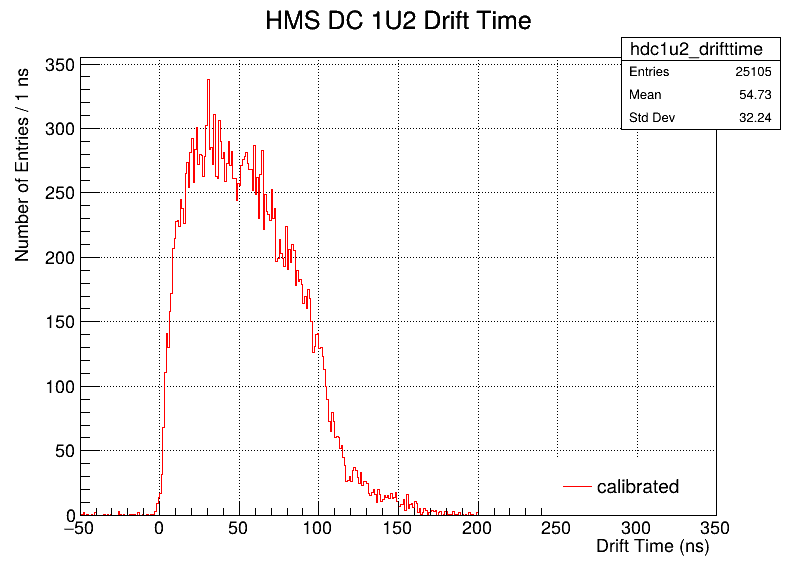 HMS DC 1U2 Drift Time
hdc1u2_drifttime
Entries 25105
Mean 54.73
Std Dev 32.24
Number of Entries / 1 ns
350
300
250
200
150
100
50
0
−50 0 50 100 150 200 250 300 350
Drift Time (ns)
calibrated